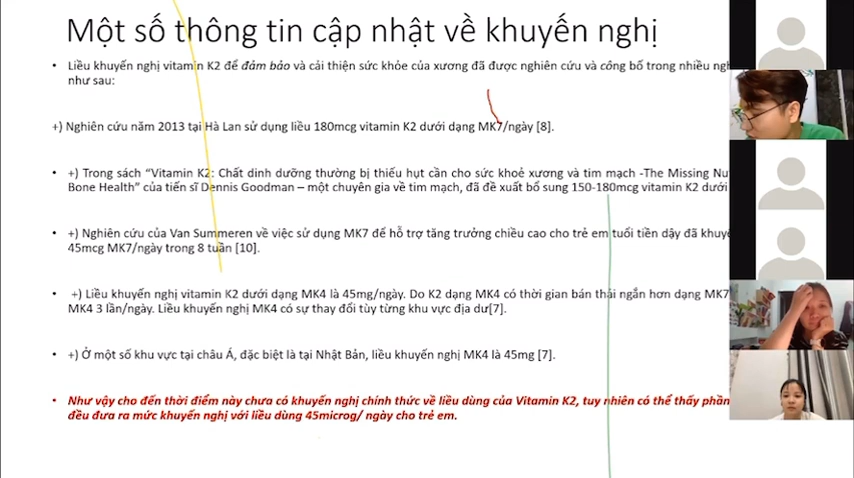 Một số thông tin cập nhật về khuyến nghị
• Liều khuyến nghị vitamin K2 để đảm bảo và cải thiện sức khỏe của xương đã được nghiên cứu và công bố trong nhiều
như sau:
+) Nghiên cứu năm 2013 tại Hà Lan sử dụng liều 180mcg vitamin K2 dưới dạng MK7/ngày [8].
• +) Trong sách “Vitamin K2: Chất dinh dưỡng thường bị thiếu hụt cần cho sức khoẻ xương và tim mạch -The Missing
Bone Health” của tiến sĩ Dennis Goodman – một chuyên gia về tim mạch, đã đề xuất bổ sung 150-180mcg vitamin K2 dưới
• +) Nghiên cứu của Van Summeren về việc sử dụng MK7 để hỗ trợ tăng trưởng chiều cao cho trẻ em tuổi tiền dậy đã
45mcg MK7/ngày trong 8 tuần [10].
• +) Liều khuyến nghị vitamin K2 dưới dạng MK4 là 45mg/ngày. Do K2 dạng MK4 có thời gian bán thải ngắn hơn dạng MK7
MK4 3 lần/ngày. Liều khuyến nghị MK4 có sự thay đổi tùy từng khu vực địa dư[7].
• +) Ở một số khu vực tại châu Á, đặc biệt là tại Nhật Bản, liều khuyến nghị MK4 là 45mg [7].
• Như vậy cho đến thời điểm này chưa có khuyến nghị chính thức về liều dùng của Vitamin K2, tuy nhiên có thể thấy phần
đều đưa ra mức khuyến nghị với liều dùng 45microg/ ngày cho trẻ em.